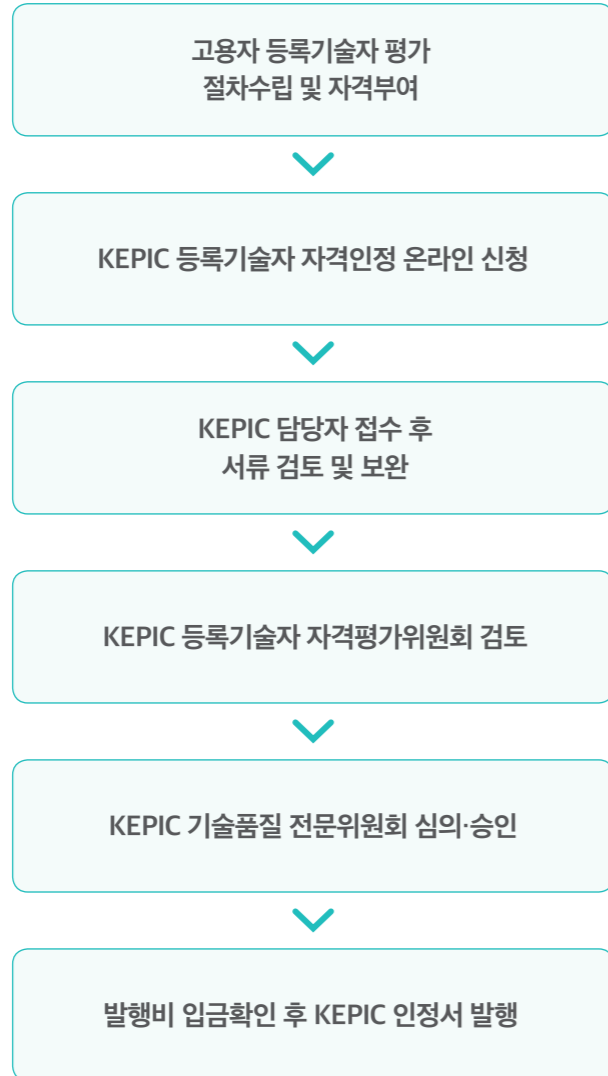 고용자 등록기술자 평가
절차수립 및 자격부여
KEPIC 등록기술자 자격인정 온라인 신청
KEPIC 담당자 접수 후
서류 검토 및 보완
KEPIC 등록기술자 자격평가위원회 검토
KEPIC 기술품질 전문위원회 심의·승인
발행비 입금확인 후 KEPIC 인정서 발행